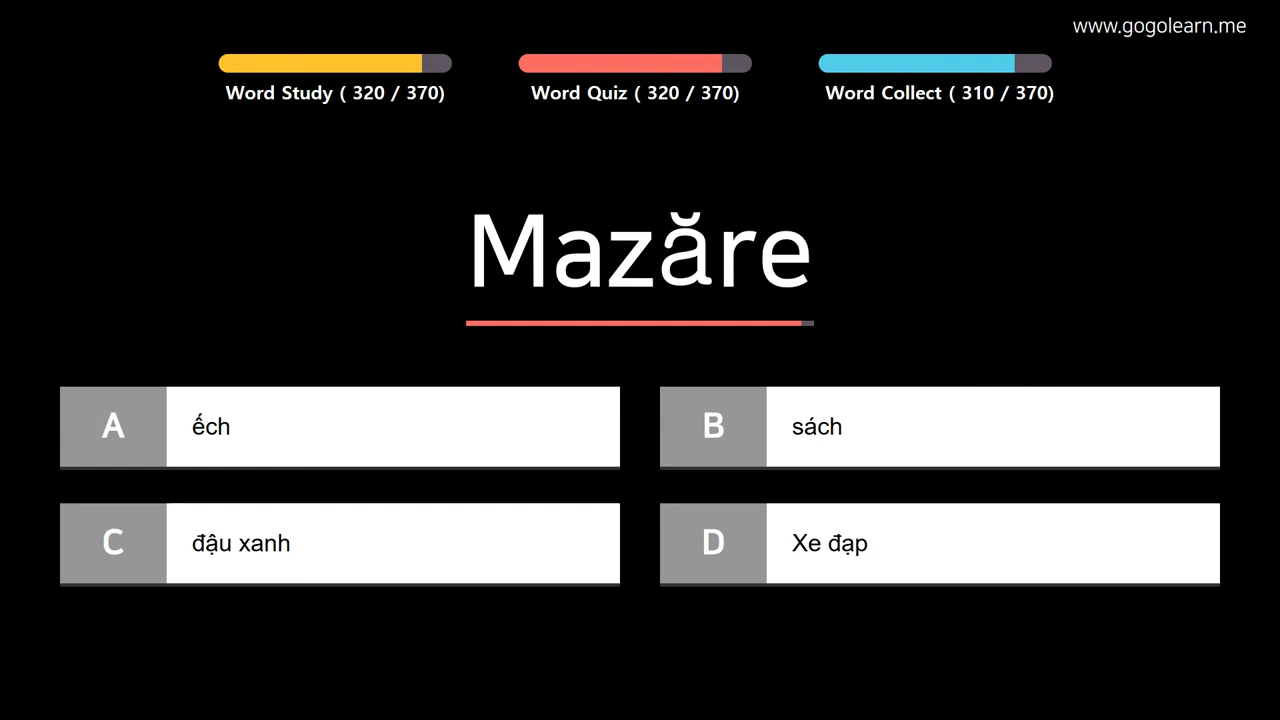 www.gogolearn.me
Word Study ( 320 / 370)
Word Quiz ( 320 / 370)
Word Collect ( 310 / 370)
Mazăre
A
ếch
B
sách
C
đậu xanh
D
Xe đạp